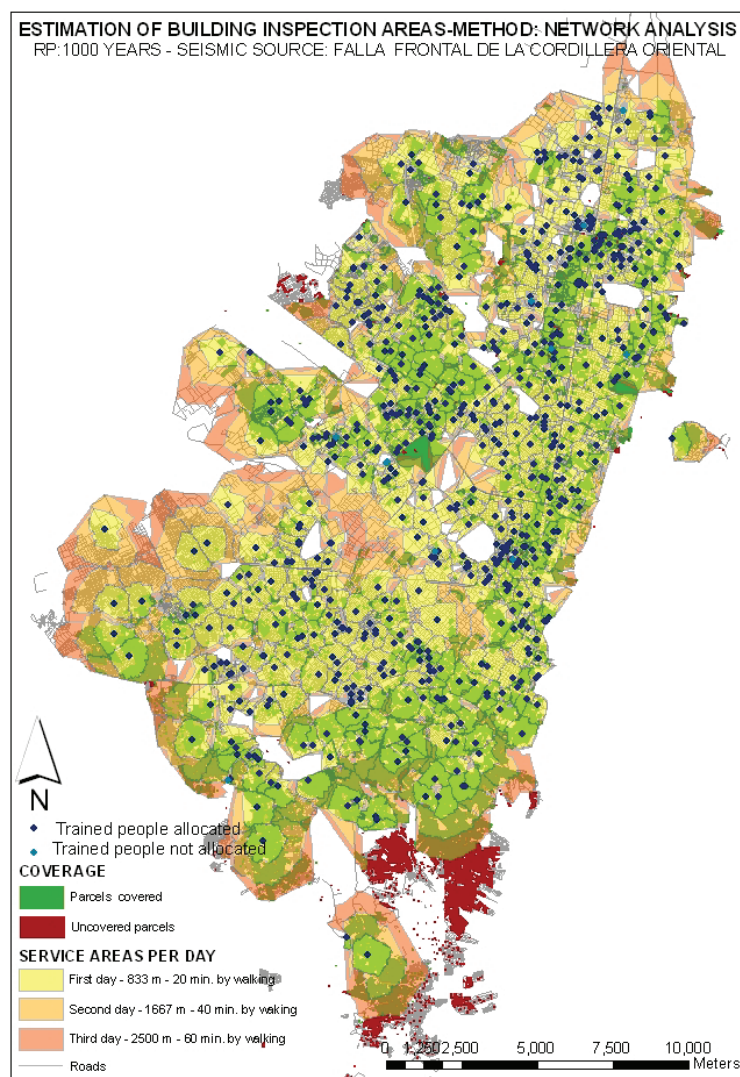 ESTIMATION OF BUILDING INSPECTION AREAS-METHOD: NETWORK ANALYSIS
RP:1000 YEARS - SEISMIC SOURCE: FALLA FRONTAL DE LA CORDILLERA ORIENTAL
N
Trained people allocated
Trained people not allocated
COVERAGE
Parcels covered
Uncovered parcels
SERVICE AREAS PER DAY
First day - 833 m - 20 min. by walking
Second day - 1667 m - 40 min. by waking
Third day - 2500 m - 60 min. by walking
Roads
0 1,250 2,500 5,000 7,500 10,000
Meters